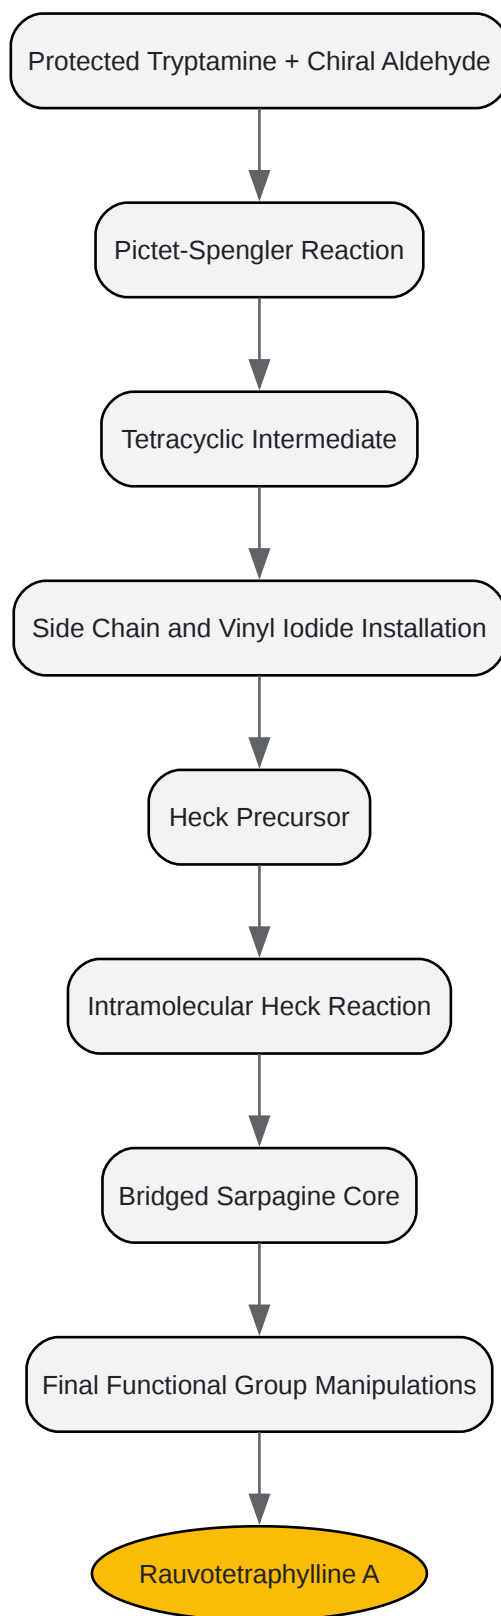 Protected Tryptamine + Chiral Aldehyde
Pictet-Spengler Reaction
Tetracyclic Intermediate
Side Chain and Vinyl Iodide Installation
Heck Precursor
Intramolecular Heck Reaction
Bridged Sarpagine Core
Final Functional Group Manipulations
Rauvotetraphylline A